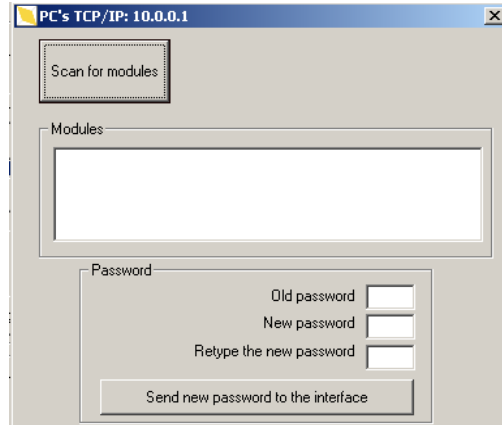 PC's TCP/IP: 10.0.0.1
Scan for modules
Modules
Password
Old password
New password
Retype the new password
Send new password to the interface